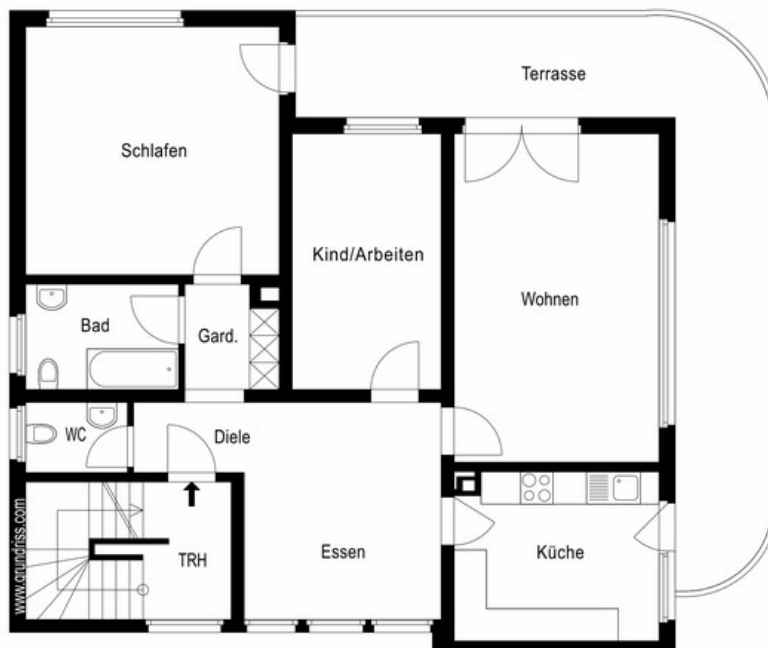 Terrasse
Schlafen
Kind/Arbeiten
Wohnen
Bad
Gard.
WC
Diele
Essen
Küche
TRH
www.grundriss.com